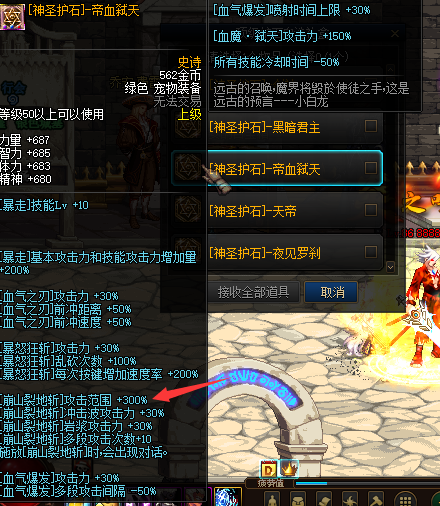 [神圣护石]-帝血弑天
史诗
562金币
绿色 宠物装备
无法交易
等级50以上可以使用
上级
力量 +687
智力 +685
体力 +683
精神 +680
[暴走]技能Lv +10
[暴走]基本攻击力和技能攻击力增加量
+200%
[血气之刃]攻击力 +30%
[血气之刃]前冲距离 +50%
[血气之刃]前冲速度 +50%
[暴怒狂斩]攻击力 +30%
[暴怒狂斩]乱砍次数 +100%
[暴怒狂斩]每次按键增加速度率 +200%
[崩山裂地斩]攻击范围 +300%
[崩山裂地斩]冲击波攻击力 +30%
[崩山裂地斩]岩浆攻击力 +30%
[崩山裂地斩]多段攻击次数+10
施放[崩山裂地斩]时会出现对话。
[血气爆发]攻击力 +30%
[血气爆发]多段攻击间隔 -50%
[血气爆发]喷射时间上限 +30%
[血魔·弑天]攻击力 +150%
所有技能冷却时间 -50%
远古的召唤,魔界将毁於使徒之手,这是
远古的预言----小白龙
[神圣护石]-黑暗君主
[神圣护石]-帝血弑天
[神圣护石]-天帝
[神圣护石]-夜见罗刹
接收全部道具
取消
疲劳值